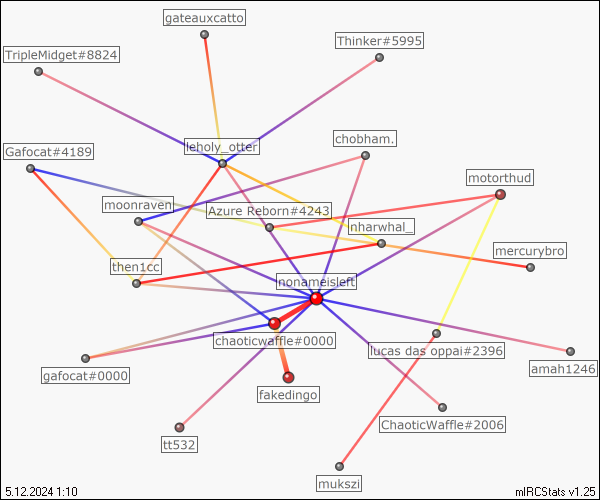 gateauxcatto
Thinker#5995
TripleMidget#8824
chobham.
leholy_otter
Gafocat#4189
motorthud
moonraven
Azure Reborn#4243
nharwhal_
mercurybro
then1cc
nonameisleft
chaoticwaffle#0000
lucas das oppai#2396
amah1246
gafocat#0000
fakedingo
ChaoticWaffle#2006
tt532
mukszi
5.12.2024 1:10
mIRCStats v1.25